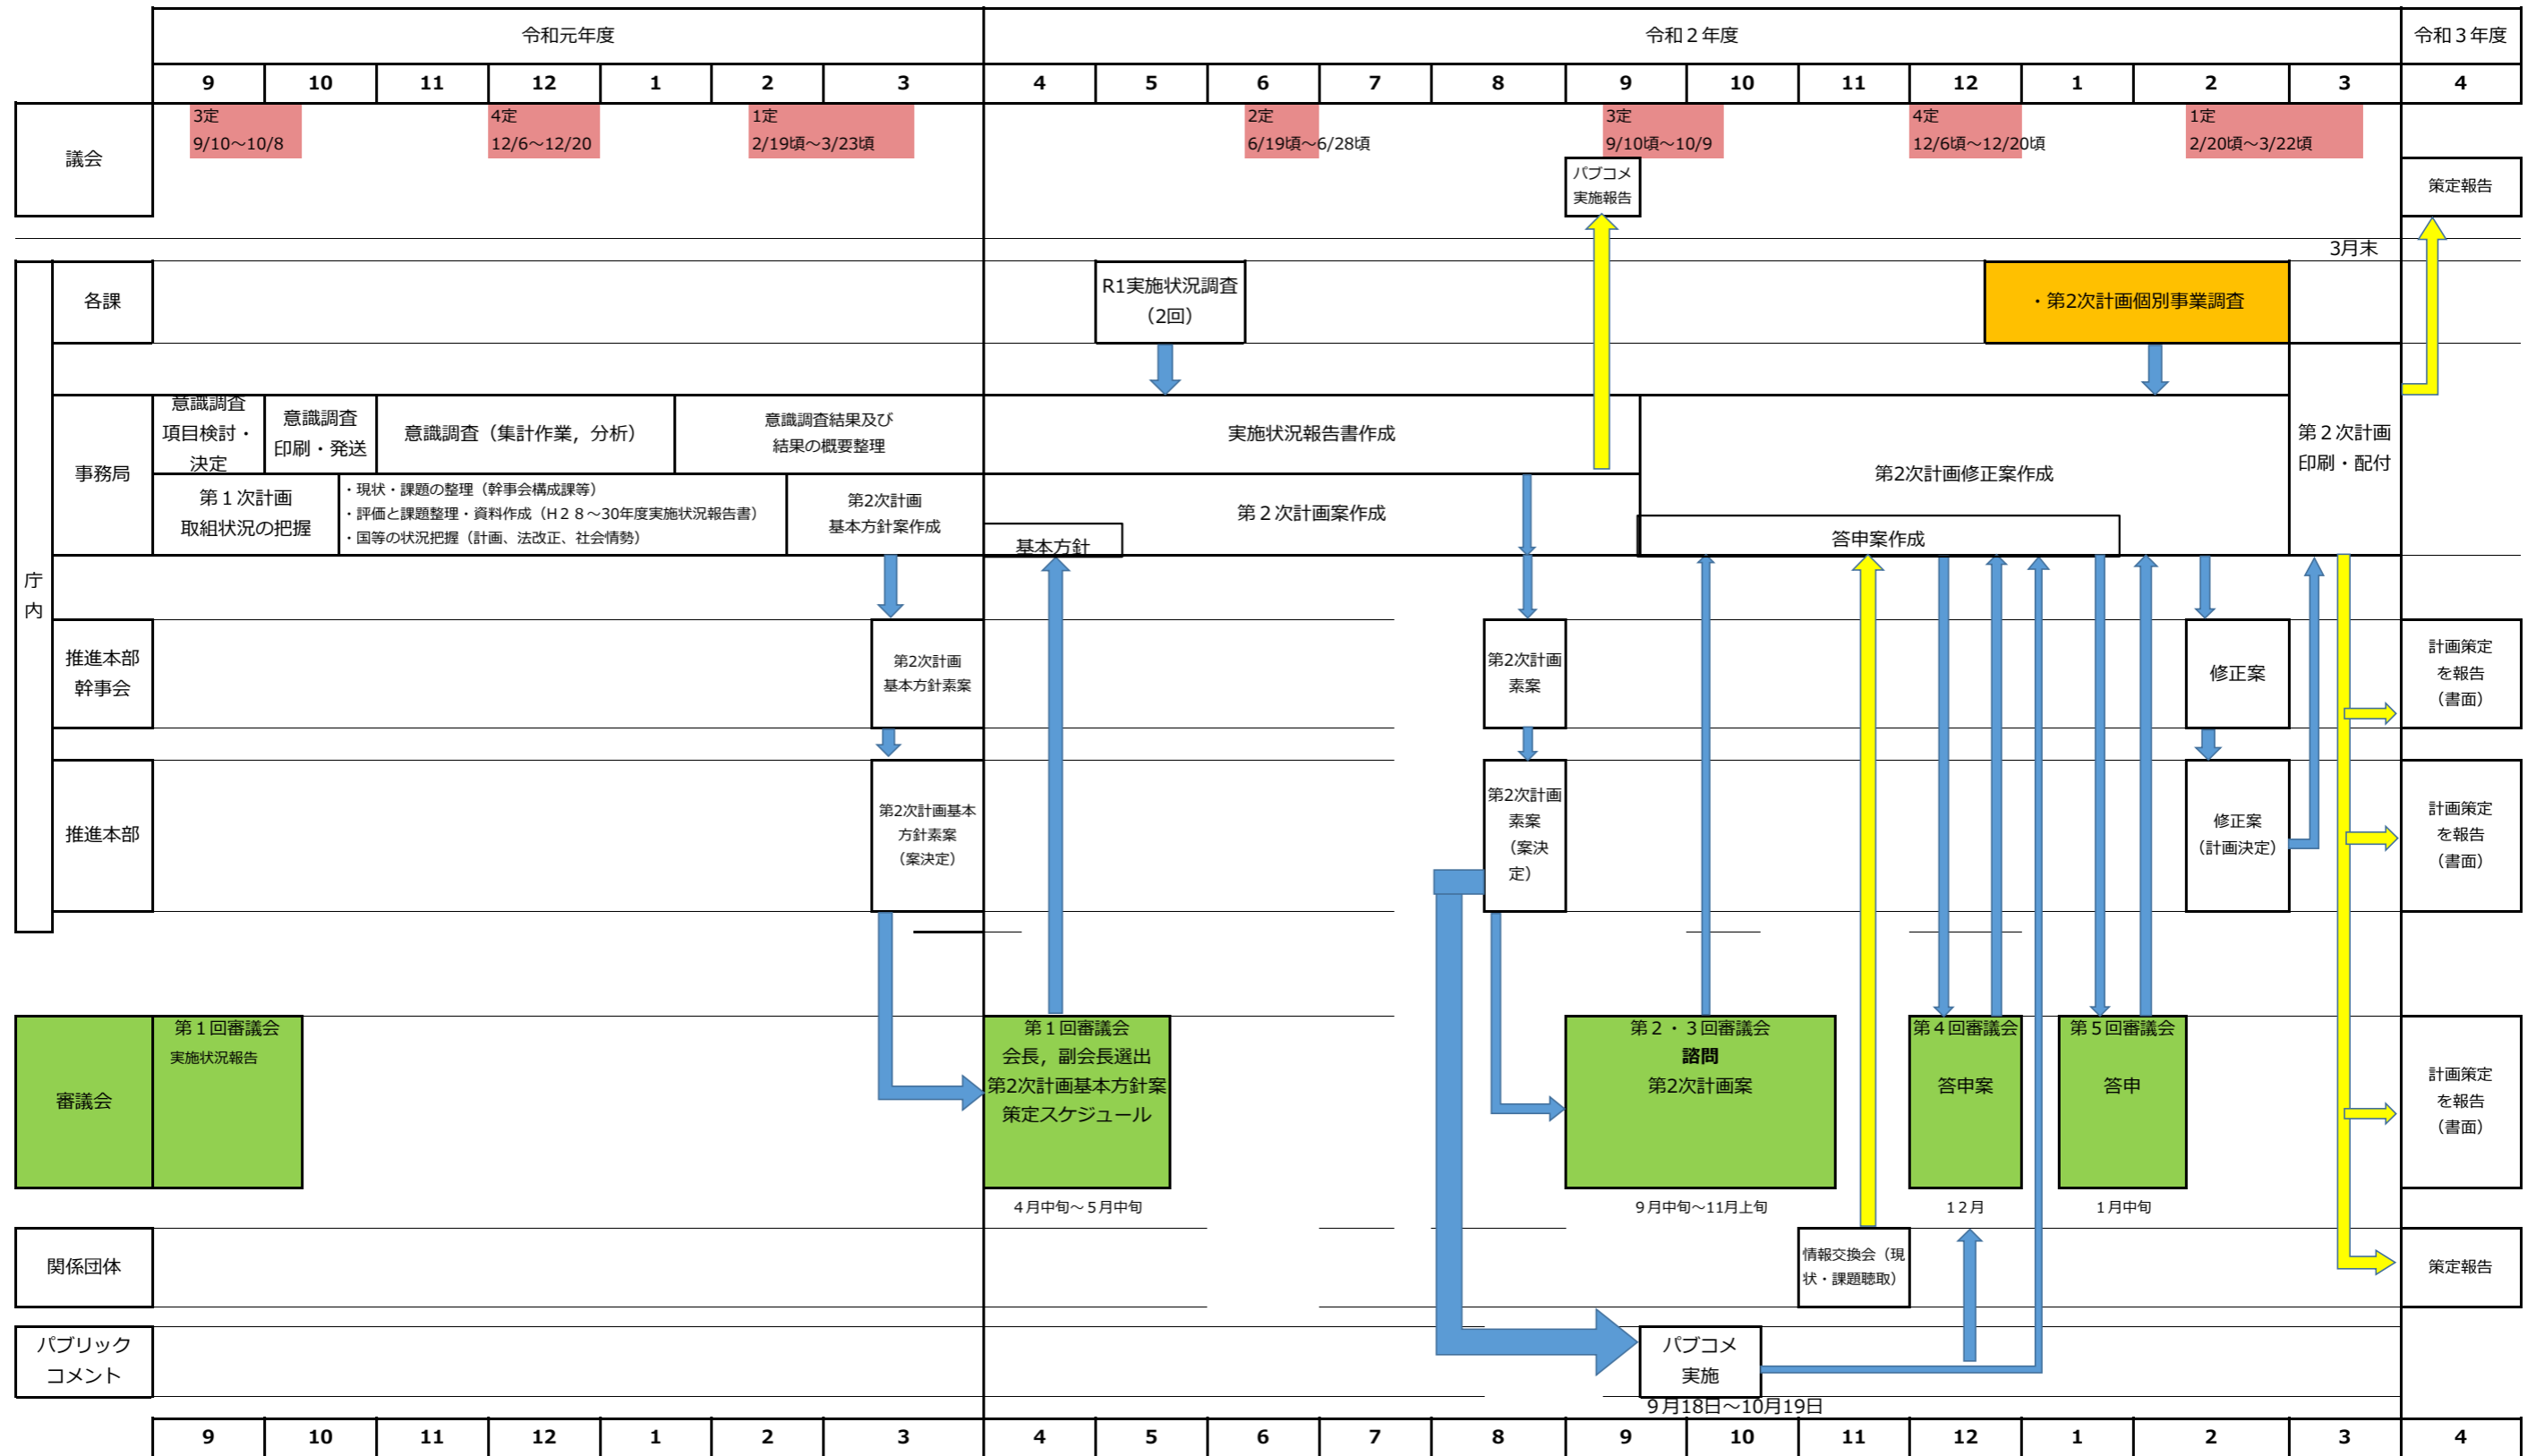 令和元年度
令和２年度
令和３年度
9 10 11 12 1 2 3 4 5 6 7 8 9 10 11 12 1 2 3 4
議会
3定
9/10～10/8
4定
12/6～12/20
1定
2/19頃～3/23頃
2定
6/19頃～6/28頃
3定
9/10頃～10/9
4定
12/6頃～12/20頃
1定
2/20頃～3/22頃
パブコメ
実施報告
策定報告
3月末
庁
内
各課
R1実施状況調査
（2回）
・第2次計画個別事業調査
事務局
意識調査
項目検討・
決定
意識調査
印刷・発送
意識調査（集計作業，分析）
意識調査結果及び
結果の概要整理
実施状況報告書作成
第2次計画修正案作成
第２次計画
印刷・配付
第１次計画
取組状況の把握
・現状・課題の整理（幹事会構成課等）
・評価と課題整理・資料作成（H２８～30年度実施状況報告書）
・国等の状況把握（計画、法改正、社会情勢）
第2次計画
基本方針案作成
第２次計画案作成
基本方針
答申案作成
推進本部
幹事会
第2次計画
基本方針素案
第2次計画
素案
修正案
計画策定
を報告
（書面）
推進本部
第2次計画基本
方針素案
（案決定）
第2次計画
素案
（案決
定）
修正案
（計画決定）
計画策定
を報告
（書面）
審議会
第１回審議会
実施状況報告
第１回審議会
会長，副会長選出
第2次計画基本方針案
策定スケジュール
第２・３回審議会
諮問
第2次計画案
第４回審議会
答申案
第５回審議会
答申
計画策定
を報告
（書面）
４月中旬～５月中旬
９月中旬～11月上旬
１２月
１月中旬
関係団体
情報交換会（現
状・課題聴取）
策定報告
パブリック
コメント
パブコメ
実施
９月18日～10月19日
9 10 11 12 1 2 3 4 5 6 7 8 9 10 11 12 1 2 3 4